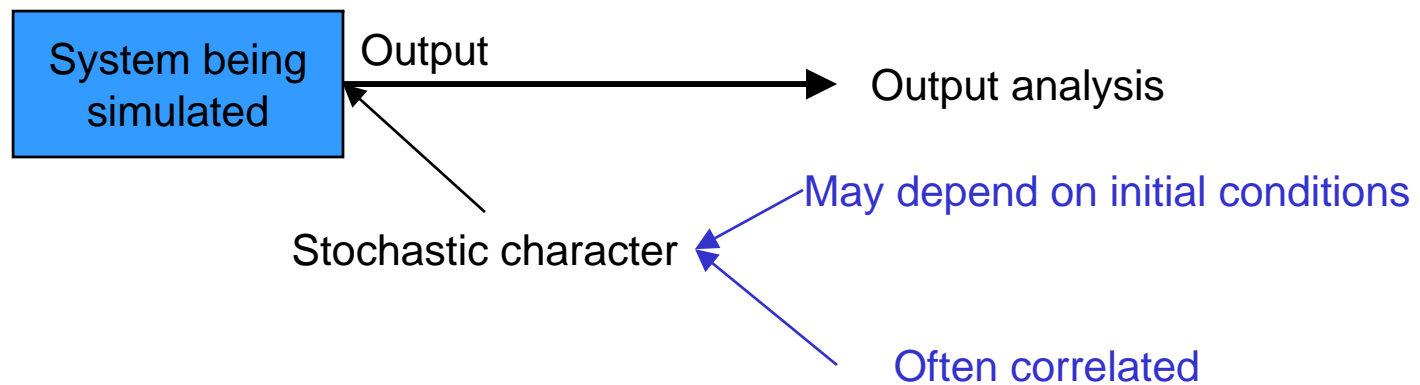 System being
simulated
Output
Output analysis
May depend on initial conditions
Stochastic character
Often correlated